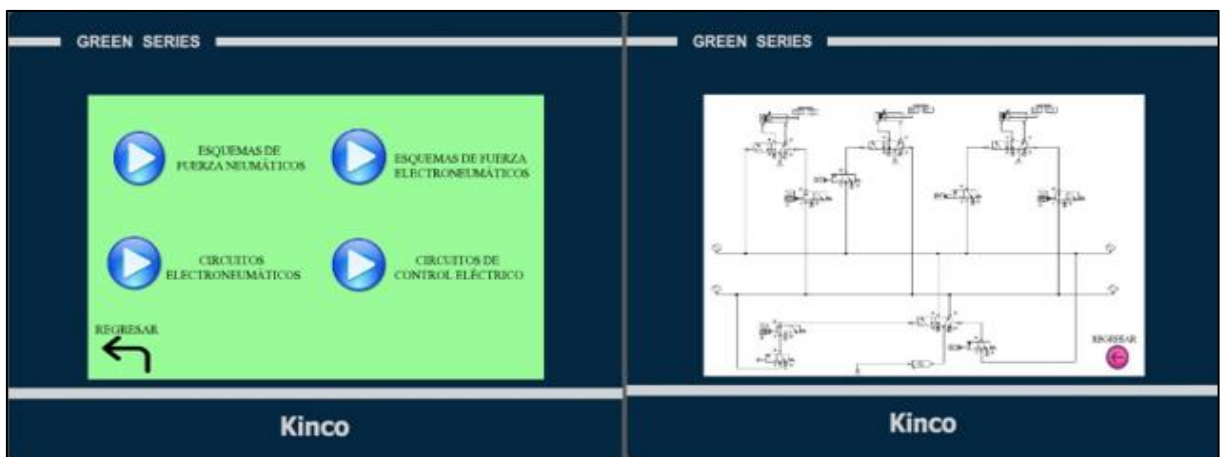 GREEN SERIES
ESQUEMAS DE
FUERZA NEUMÁTICOS
ESQUEMAS DE FUERZA
ELECTRONEUMÁTICOS
CIRCUITOS
ELECTRONEUMÁTICOS
CIRCUITOS DE
CONTROL ELÉCTRICO
REGRESAR
Kinco
GREEN SERIES
REGRESAR
Kinco